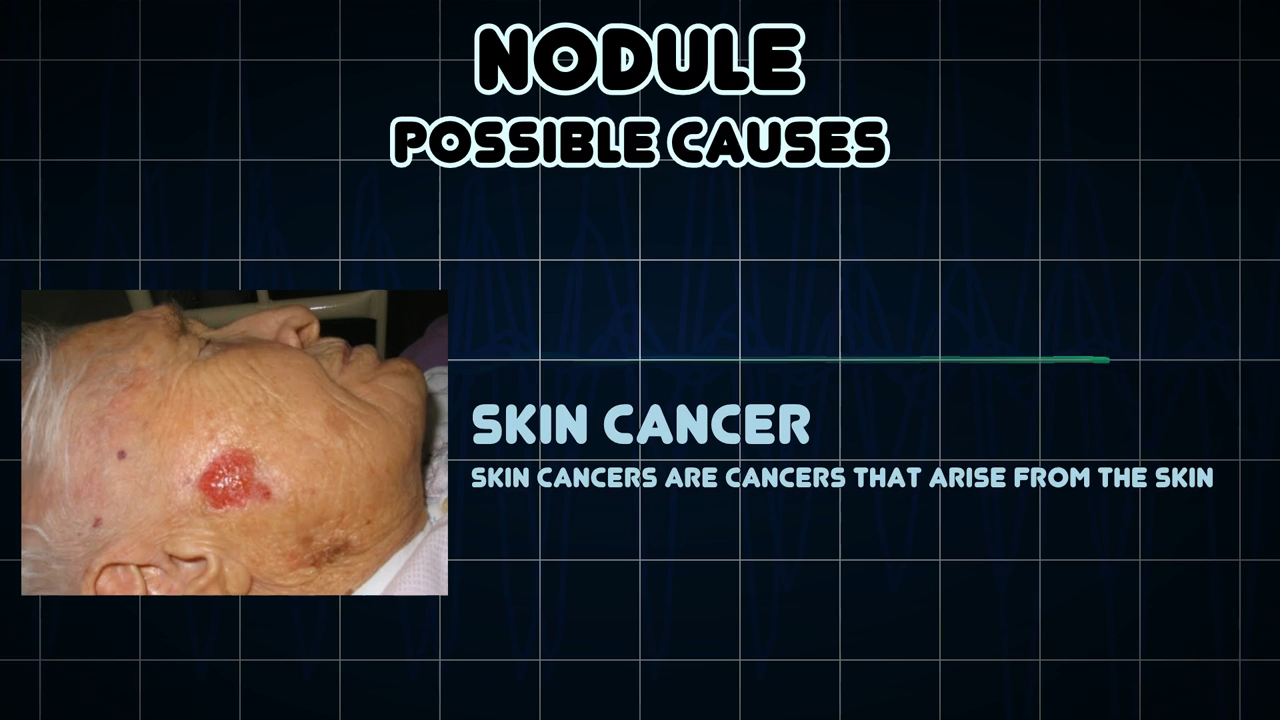 NODULE
POSSIBLE CAUSES
SKIN CANCER
SKIN CANCERS ARE CANCERS THAT ARISE FROM THE SKIN